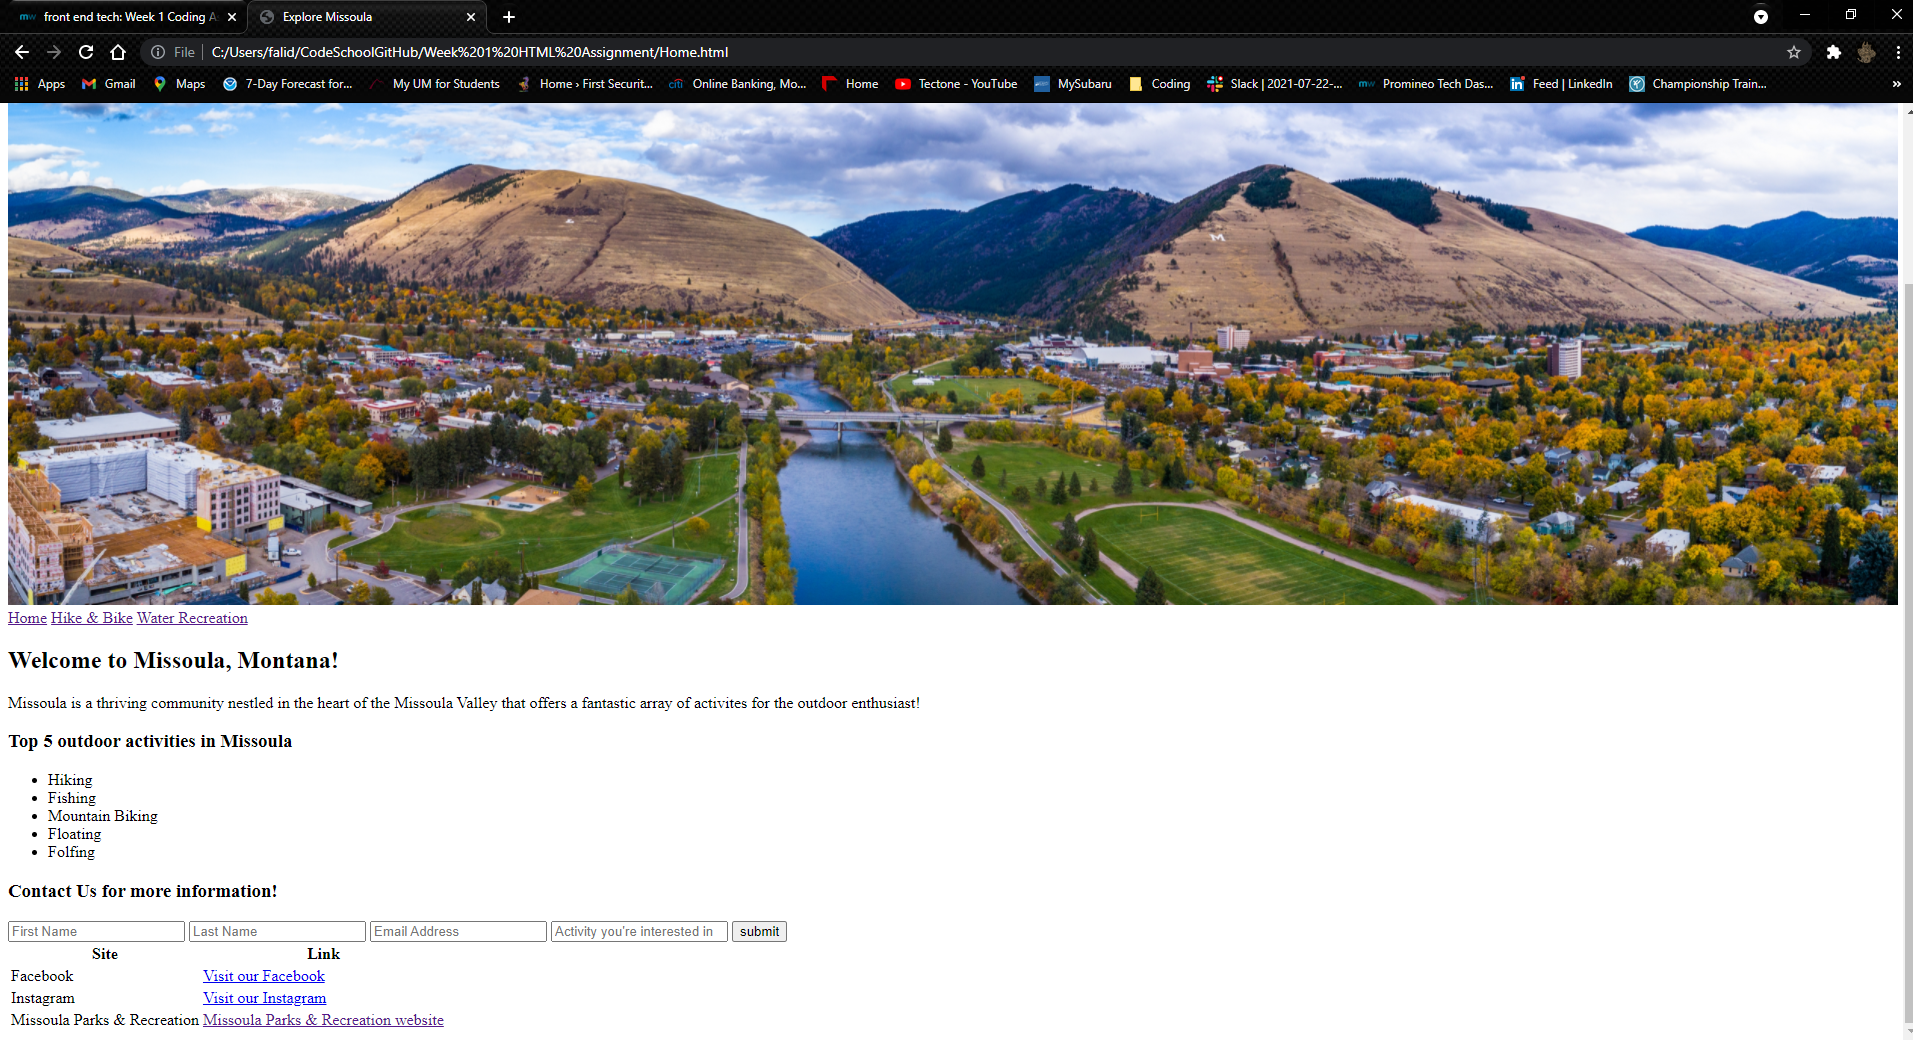 front end tech: Week 1 Coding A
Explore Missoula
File C:/Users/falid/CodeSchoolGitHub/Week%201%20HTML%20Assignment/Home.html
Apps Gmail Maps 7-Day Forecast for... My UM for Students Home › First Securit... citi Online Banking, Mo... Home Tectone - YouTube MySubaru Coding Slack | 2021-07-22-... Promineo Tech Das... Feed | LinkedIn Championship Train... »
M
Home Hike & Bike Water Recreation
Welcome to Missoula, Montana!
Missoula is a thriving community nestled in the heart of the Missoula Valley that offers a fantastic array of activites for the outdoor enthusiast!
Top 5 outdoor activities in Missoula
• Hiking
• Fishing
• Mountain Biking
• Floating
• Folfing
Contact Us for more information!
First Name Last Name Email Address Activity you're interested in submit
Site Link
Facebook Visit our Facebook
Instagram Visit our Instagram
Missoula Parks & Recreation Missoula Parks & Recreation website